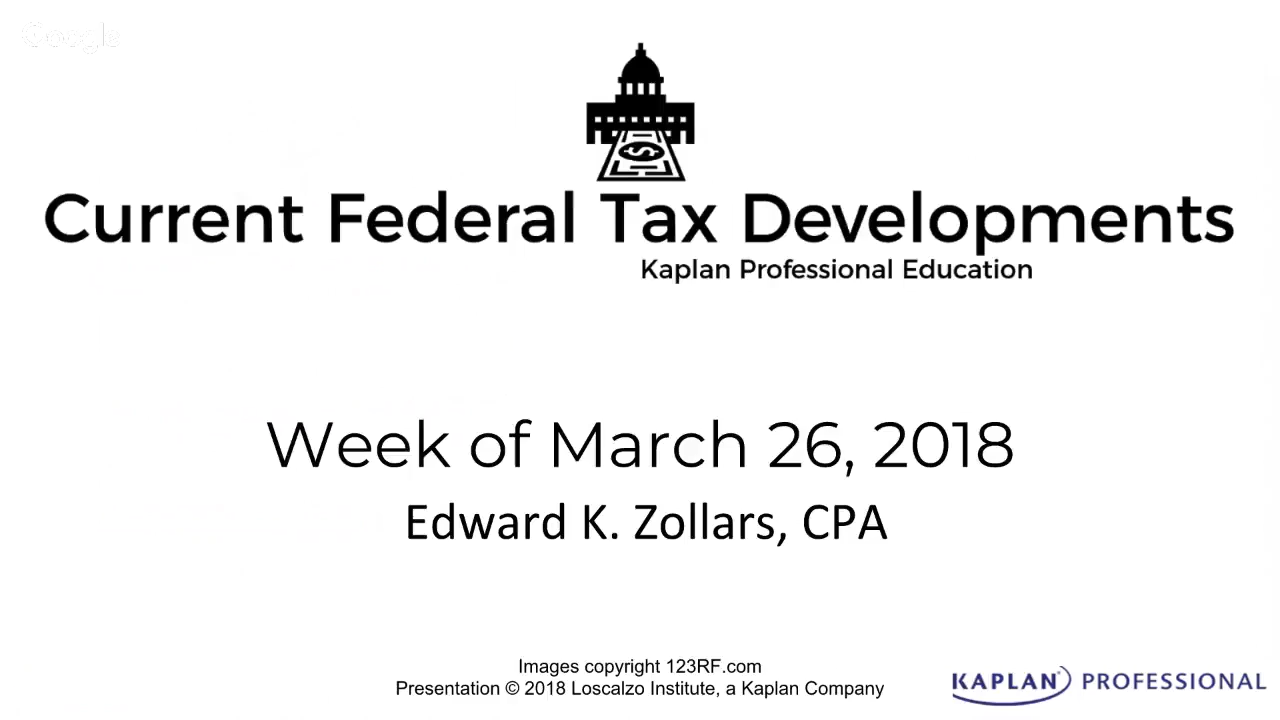 Google
Current Federal Tax Developments
Kaplan Professional Education
Week of March 26, 2018
Edward K. Zollars, CPA
Images copyright 123RF.com
Presentation © 2018 Loscalzo Institute, a Kaplan Company
KAPLAN PROFESSIONAL